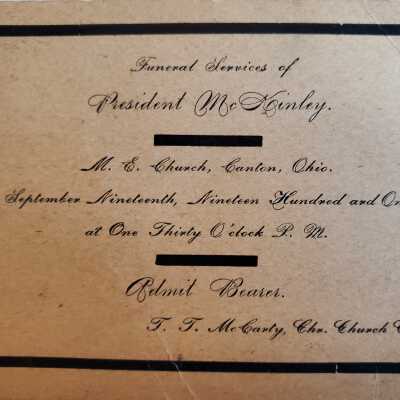 Funeral Services of
President McKinley.
M. E. Church, Canton, Ohio.
September Nineteenth, Nineteen Hundred and On
at One Thirty O'clock P. M.
Admit Bearer.
T. T. McCarty, Chr. Church C